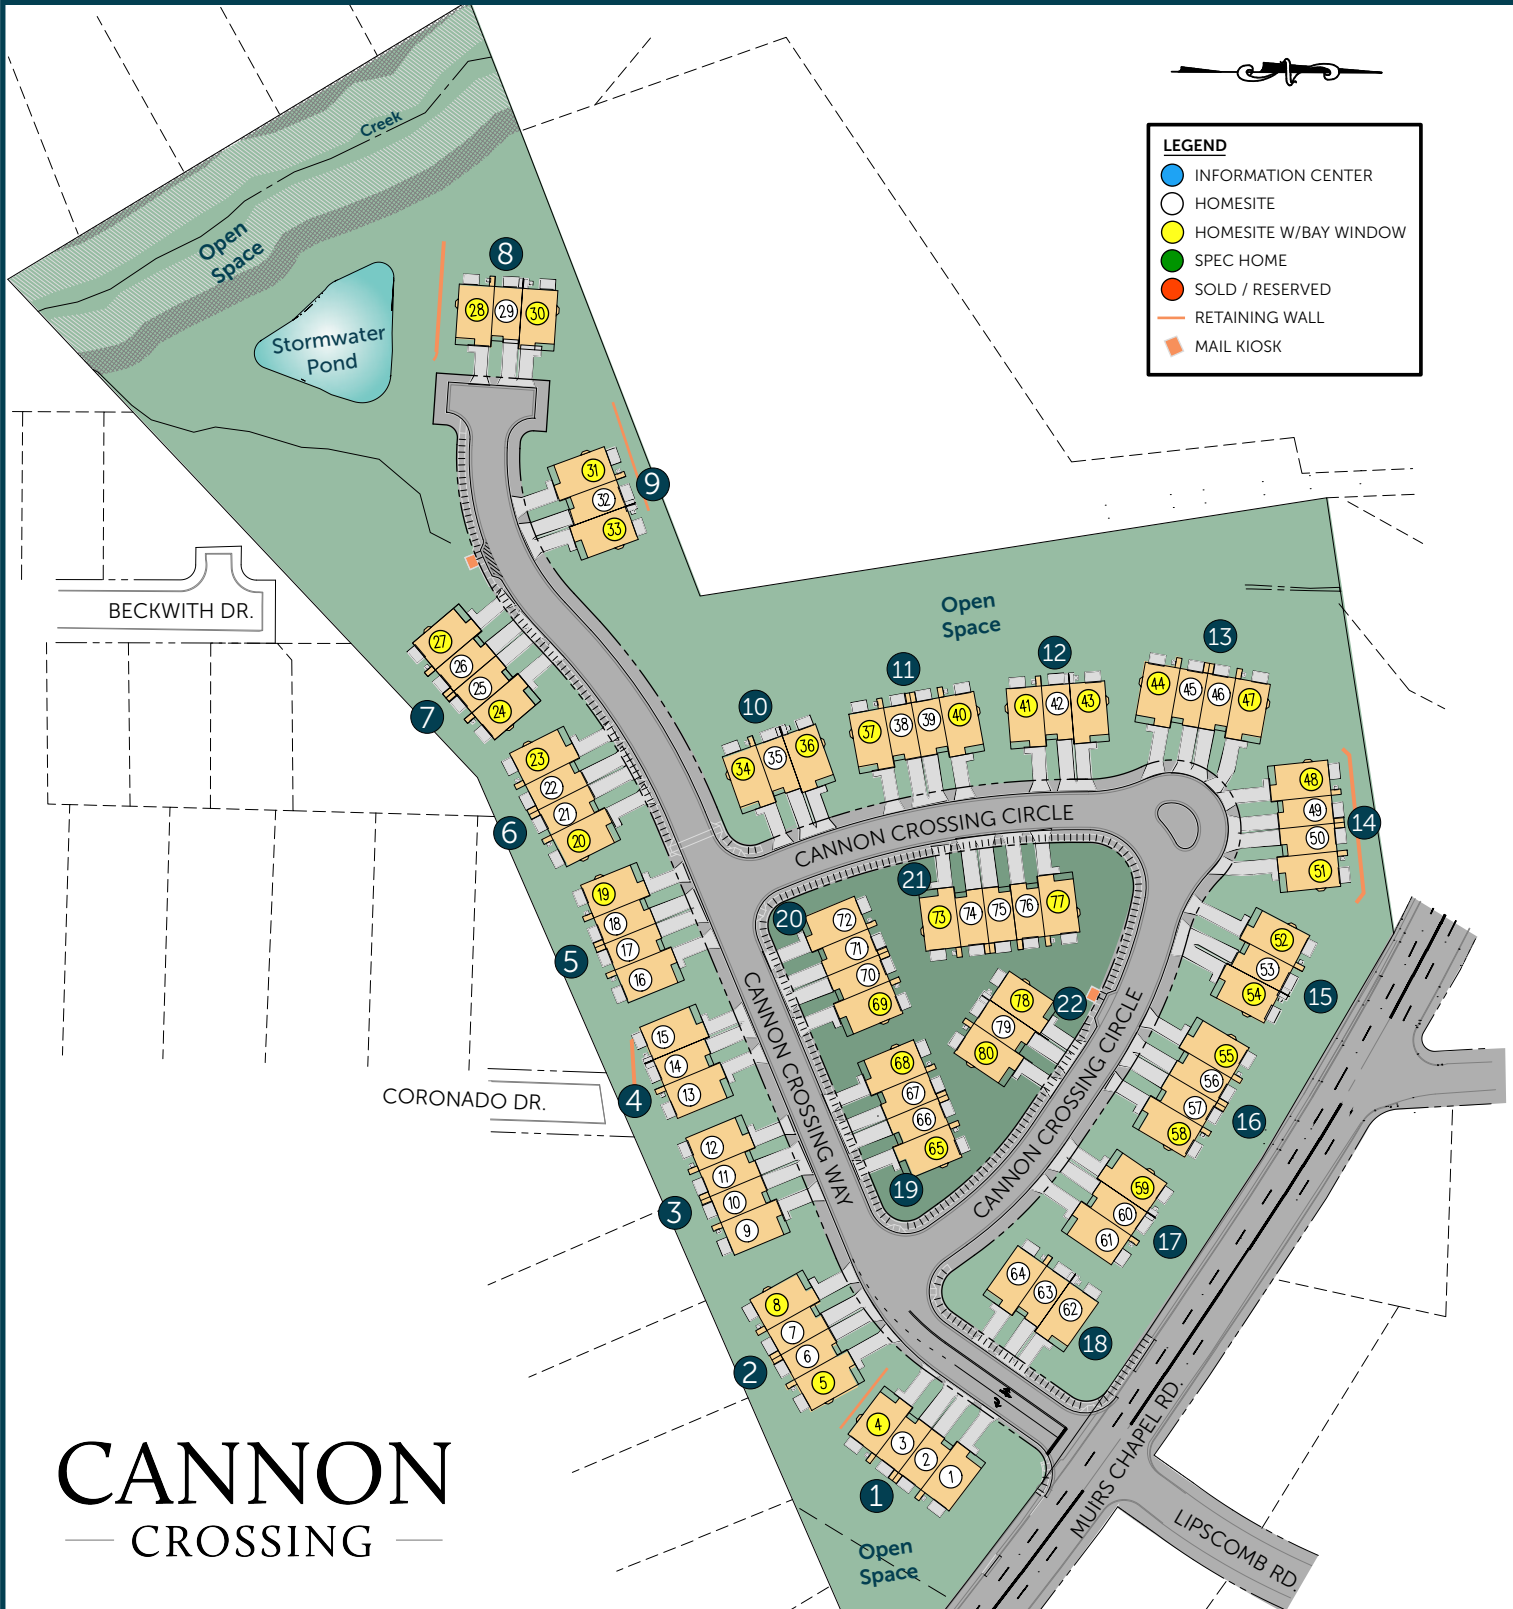 Creek
Open
Space
Stormwater
Pond
LEGEND
INFORMATION CENTER
HOMESITE
HOMESITE W/BAY WINDOW
SPEC HOME
SOLD / RESERVED
RETAINING WALL
MAIL KIOSK
8
28 29 30
31
32
33
9
BECKWITH DR.
27
26
25
24
7
Open
Space
10
34 35 36
11
37 38 39 40
12
41 42 43
13
44 45 46 47
48
49
50
51
14
23
22
21
20
6
CANNON CROSSING CIRCLE
19
18
17
16
5
20
72
71
70
69
21
73 74 75 76 77
52
53
54
15
78
79
80
22
15
14
13
4
CORONADO DR.
CANNON CROSSING WAY
68
67
66
65
19
CANNON CROSSING CIRCLE
55
56
57
58
16
12
11
10
9
3
59
60
61
17
64
63
62
18
8
7
6
5
2
4
3
2
1
1
MUIRS CHAPEL RD.
LIPSCOMB RD.
Open
Space
CANNON
CROSSING